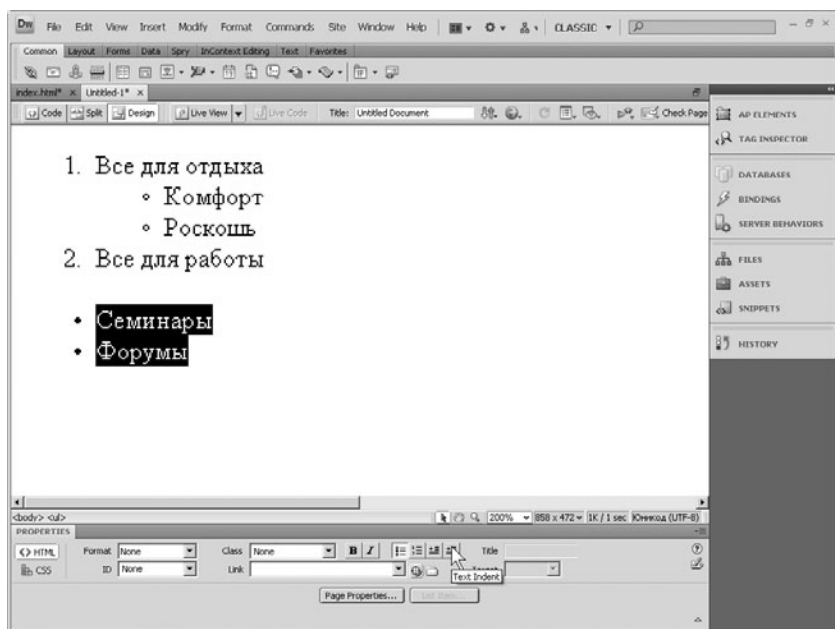 Dw File Edit View Insert Modify Format Commands Site Window Help CLASSIC
Common Layout Forms Data Spry InContext Editing Text Favorites
index.html* Untitled-1*
Code Split Design Live View Live Code Title: Untitled Document Check Page
1. Все для отдыха
Комфорт
Роскошь
2. Все для работы
• Семинары
• Форумы
AP ELEMENTS
TAG INSPECTOR
DATABASES
BINDINGS
SERVER BEHAVIORS
FILES
ASSETS
SNIPPETS
HISTORY
<body> <ul> 200% 858 x 472 1K / 1 sec Юникод (UTF-8)
PROPERTIES
<> HTML Format None Class None B I Title
CSS ID None Link
Text Indent
Page Properties...